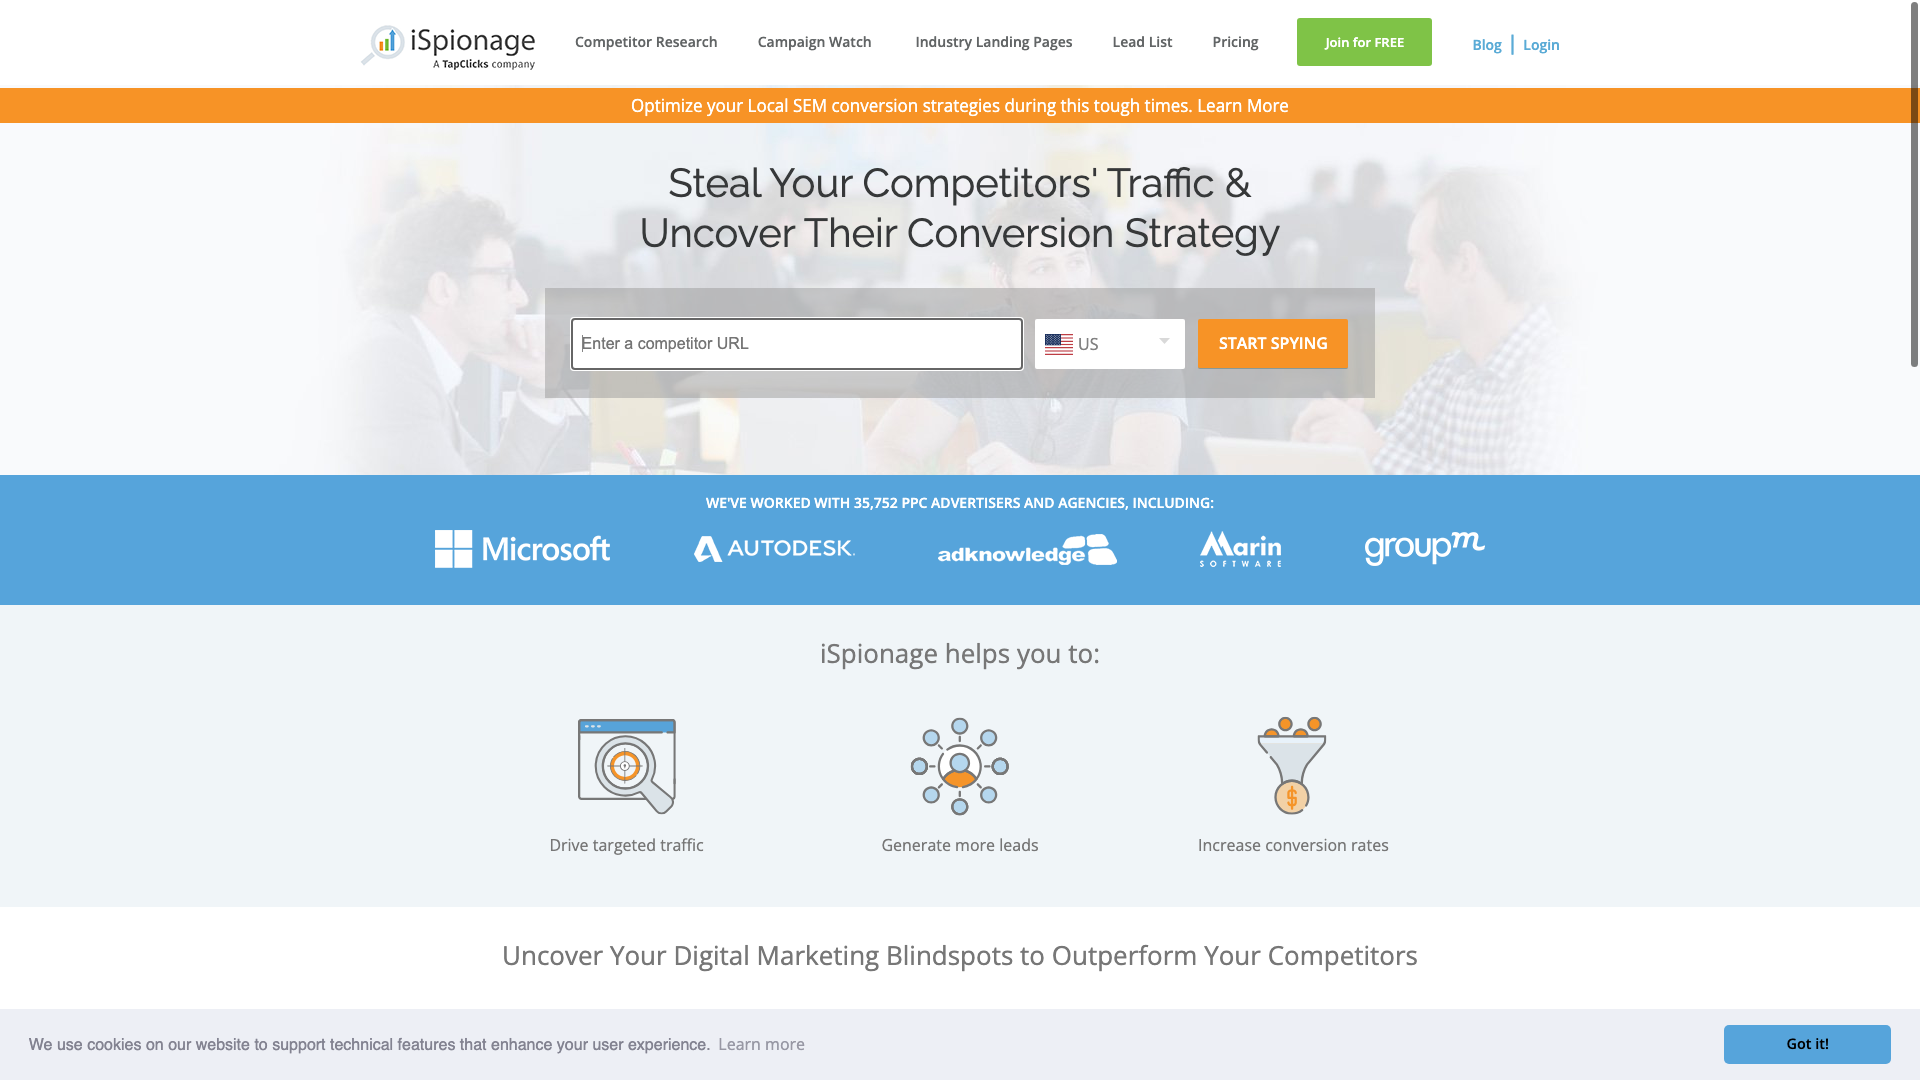 iSpionage
A TapClicks company
Competitor Research
Campaign Watch
Industry Landing Pages
Lead List
Pricing
Join for FREE
Blog
Login
Optimize your Local SEM conversion strategies during this tough times. Learn More
Steal Your Competitors' Traffic &
Uncover Their Conversion Strategy
Enter a competitor URL
US
START SPYING
WE'VE WORKED WITH 35,752 PPC ADVERTISERS AND AGENCIES, INCLUDING:
Microsoft
AUTODESK.
adknowledge
Marin
SOFTWARE
groupm
iSpionage helps you to:
Drive targeted traffic
Generate more leads
Increase conversion rates
Uncover Your Digital Marketing Blindspots to Outperform Your Competitors
We use cookies on our website to support technical features that enhance your user experience. Learn more
Got it!